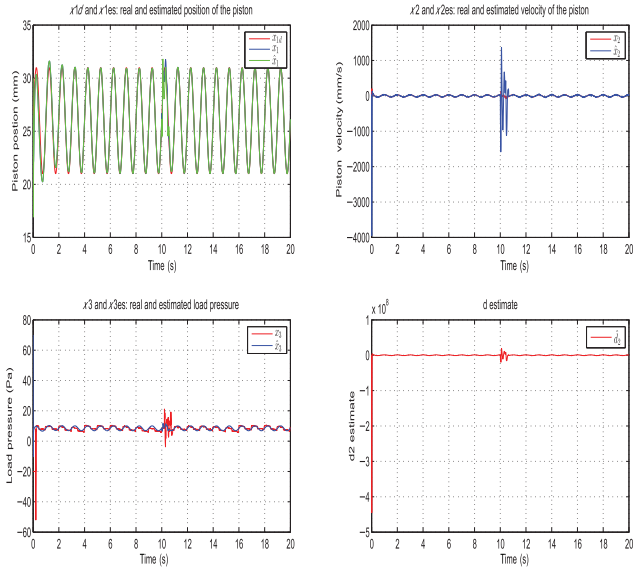 x1d and x1es: real and estimated position of the piston
x₁d
x₁
x̂₁
35
30
25
20
15
Piston postion (mm)
0 2 4 6 8 10 12 14 16 18 20
Time (s)
x2 and x2es: real and estimated velocity of the piston
x₂
x̂₂
2000
1000
0
−1000
−2000
−3000
−4000
Piston velocity (mm/s)
0 2 4 6 8 10 12 14 16 18 20
Time (s)
x3 and x3es: real and estimated load pressure
x₃
x̂₃
80
60
40
20
0
−20
−40
−60
Load pressure (Pa)
0 2 4 6 8 10 12 14 16 18 20
Time (s)
d estimate
x 10⁸
d̂₂
1
0
−1
−2
−3
−4
−5
d2 estimate
0 2 4 6 8 10 12 14 16 18 20
Time (s)